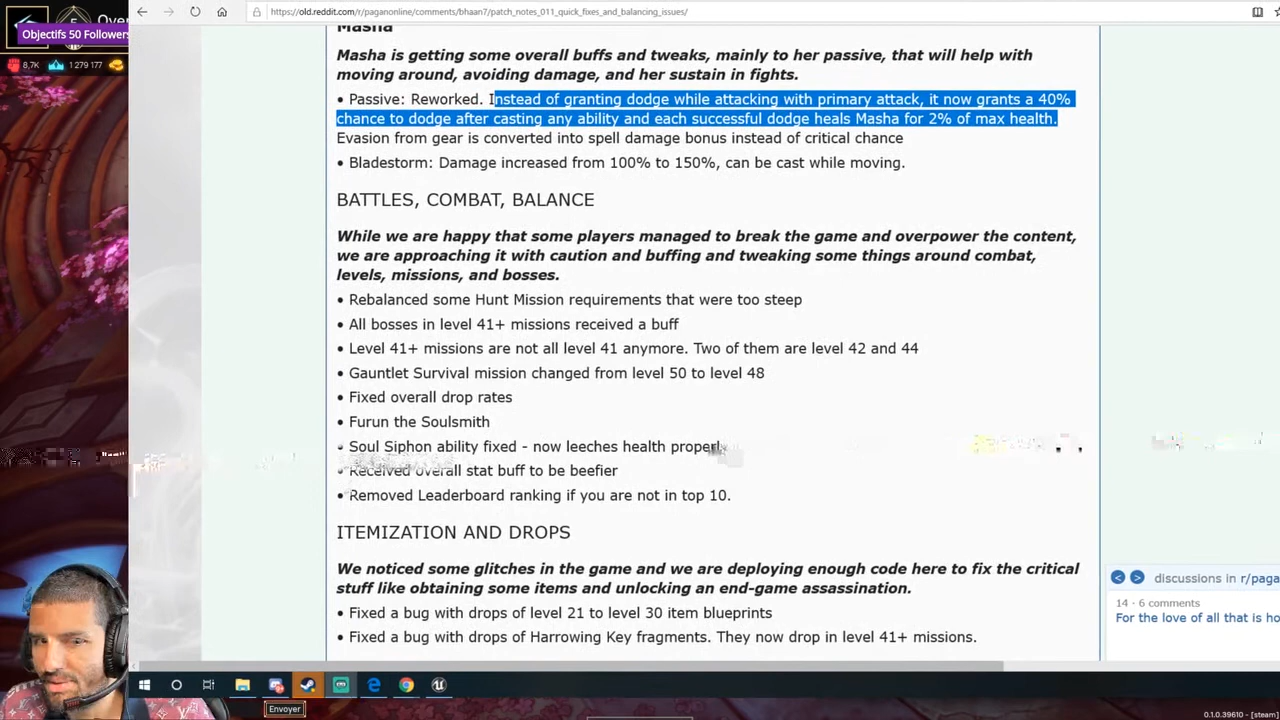 Over
Objectifs 50 Followers
8,7K 1 279 177
https://old.reddit.com/r/paganonline/comments/bhaan7/patch_notes_011_quick_fixes_and_balancing_issues/
Masha
Masha is getting some overall buffs and tweaks, mainly to her passive, that will help with
moving around, avoiding damage, and her sustain in fights.
• Passive: Reworked. Instead of granting dodge while attacking with primary attack, it now grants a 40%
chance to dodge after casting any ability and each successful dodge heals Masha for 2% of max health.
Evasion from gear is converted into spell damage bonus instead of critical chance
• Bladestorm: Damage increased from 100% to 150%, can be cast while moving.
BATTLES, COMBAT, BALANCE
While we are happy that some players managed to break the game and overpower the content,
we are approaching it with caution and buffing and tweaking some things around combat,
levels, missions, and bosses.
• Rebalanced some Hunt Mission requirements that were too steep
• All bosses in level 41+ missions received a buff
• Level 41+ missions are not all level 41 anymore. Two of them are level 42 and 44
• Gauntlet Survival mission changed from level 50 to level 48
• Fixed overall drop rates
• Furun the Soulsmith
• Soul Siphon ability fixed - now leeches health properly
• Received overall stat buff to be beefier
• Removed Leaderboard ranking if you are not in top 10.
ITEMIZATION AND DROPS
We noticed some glitches in the game and we are deploying enough code here to fix the critical
stuff like obtaining some items and unlocking an end-game assassination.
• Fixed a bug with drops of level 21 to level 30 item blueprints
• Fixed a bug with drops of Harrowing Key fragments. They now drop in level 41+ missions.
discussions in r/paga
14 · 6 comments
For the love of all that is ho
Envoyer
0.1.0.39610 - [steam]